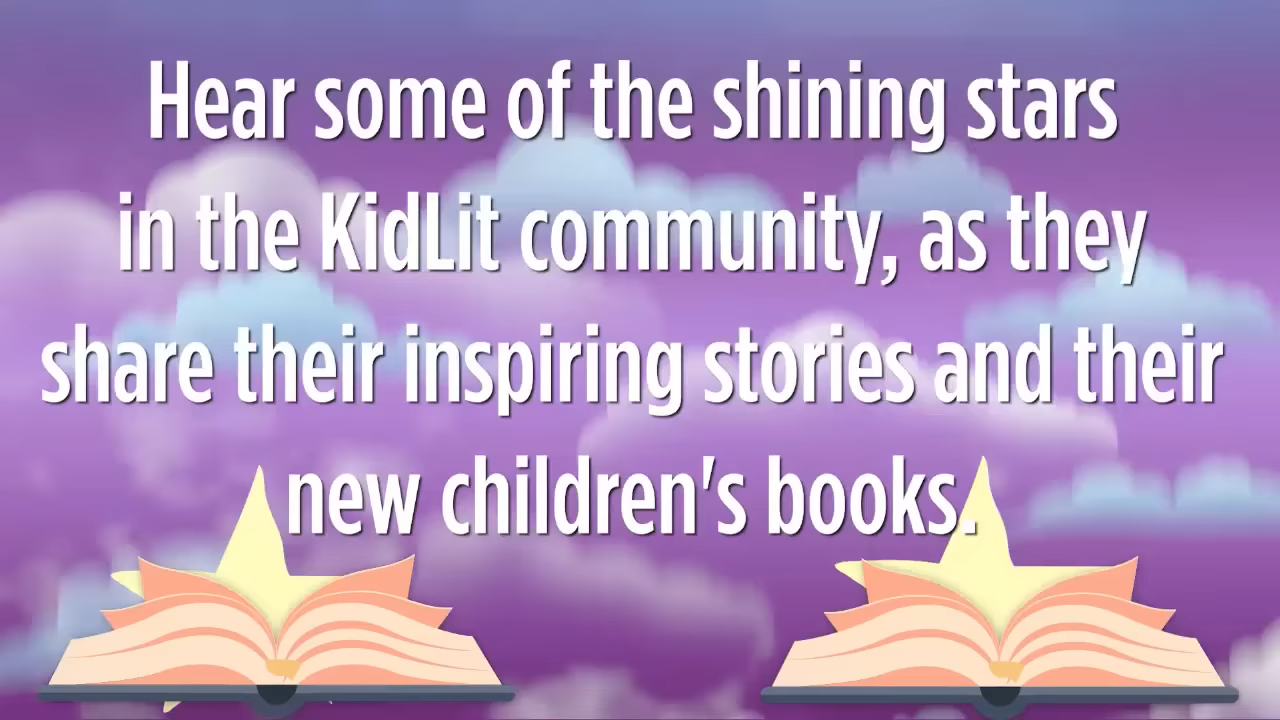 Hear some of the shining stars
in the KidLit community, as they
share their inspiring stories and their
new children's books.